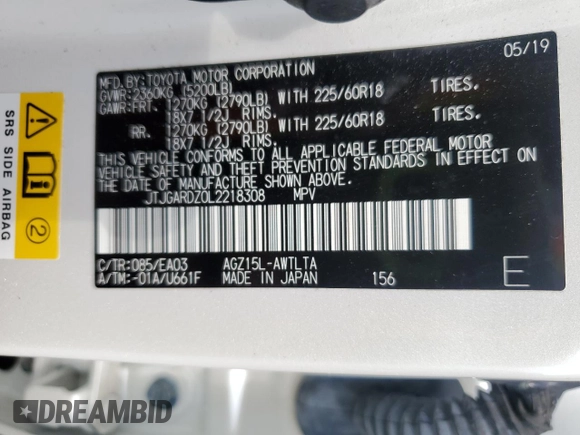 05/19
MFD.BY:TOYOTA MOTOR CORPORATION
GVWR:2360KG (5200LB)
GAWR:FRT. 1270KG (2790LB) WITH 225/60R18 TIRES.
18X7 1/2J RIMS.
RR. 1270KG (2790LB) WITH 225/60R18 TIRES.
18X7 1/2J RIMS.
THIS VEHICLE CONFORMS TO ALL APPLICABLE FEDERAL MOTOR
VEHICLE SAFETY AND THEFT PREVENTION STANDARDS IN EFFECT ON
THE DATE OF MANUFACTURE SHOWN ABOVE.
JTJGARDZ0L2218308 MPV
C/TR:085/EA03 AGZ15L-AWTLTA
A/TM:-01A/U661F MADE IN JAPAN 156
E
SRS SIDE AIRBAG
2
DREAMBID